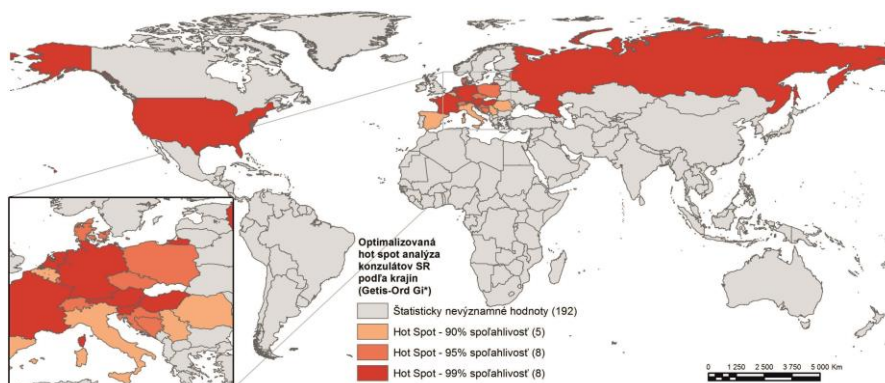 Optimalizovaná
hot spot analýza
konzulátov SR
podľa krajín
(Getis-Ord Gi*)
Štatisticky nevýznamné hodnoty (192)
Hot Spot - 90% spoľahlivosť (5)
Hot Spot - 95% spoľahlivosť (8)
Hot Spot - 99% spoľahlivosť (8)
0 1 250 2 500 3 750 5 000 Km